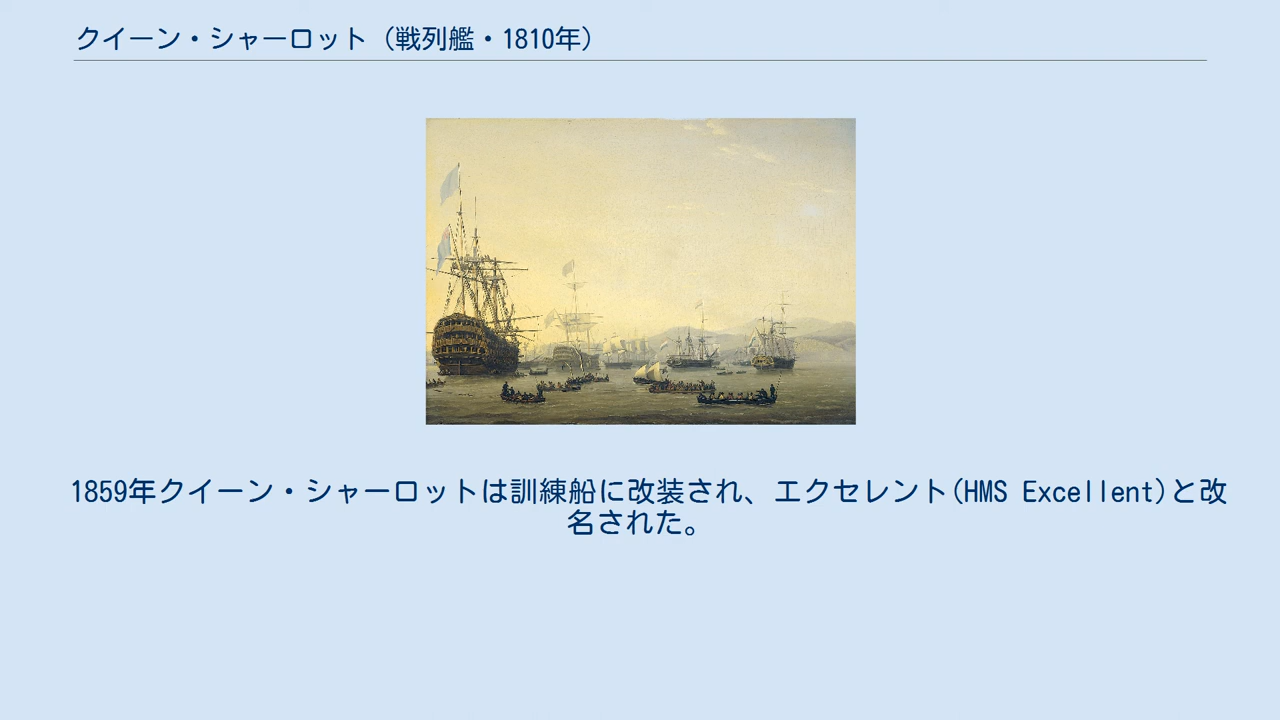 クイーン・シャーロット（戦列艦・1810年）
1859年クイーン・シャーロットは訓練船に改装され、エクセレント(HMS Excellent)と改
名された。